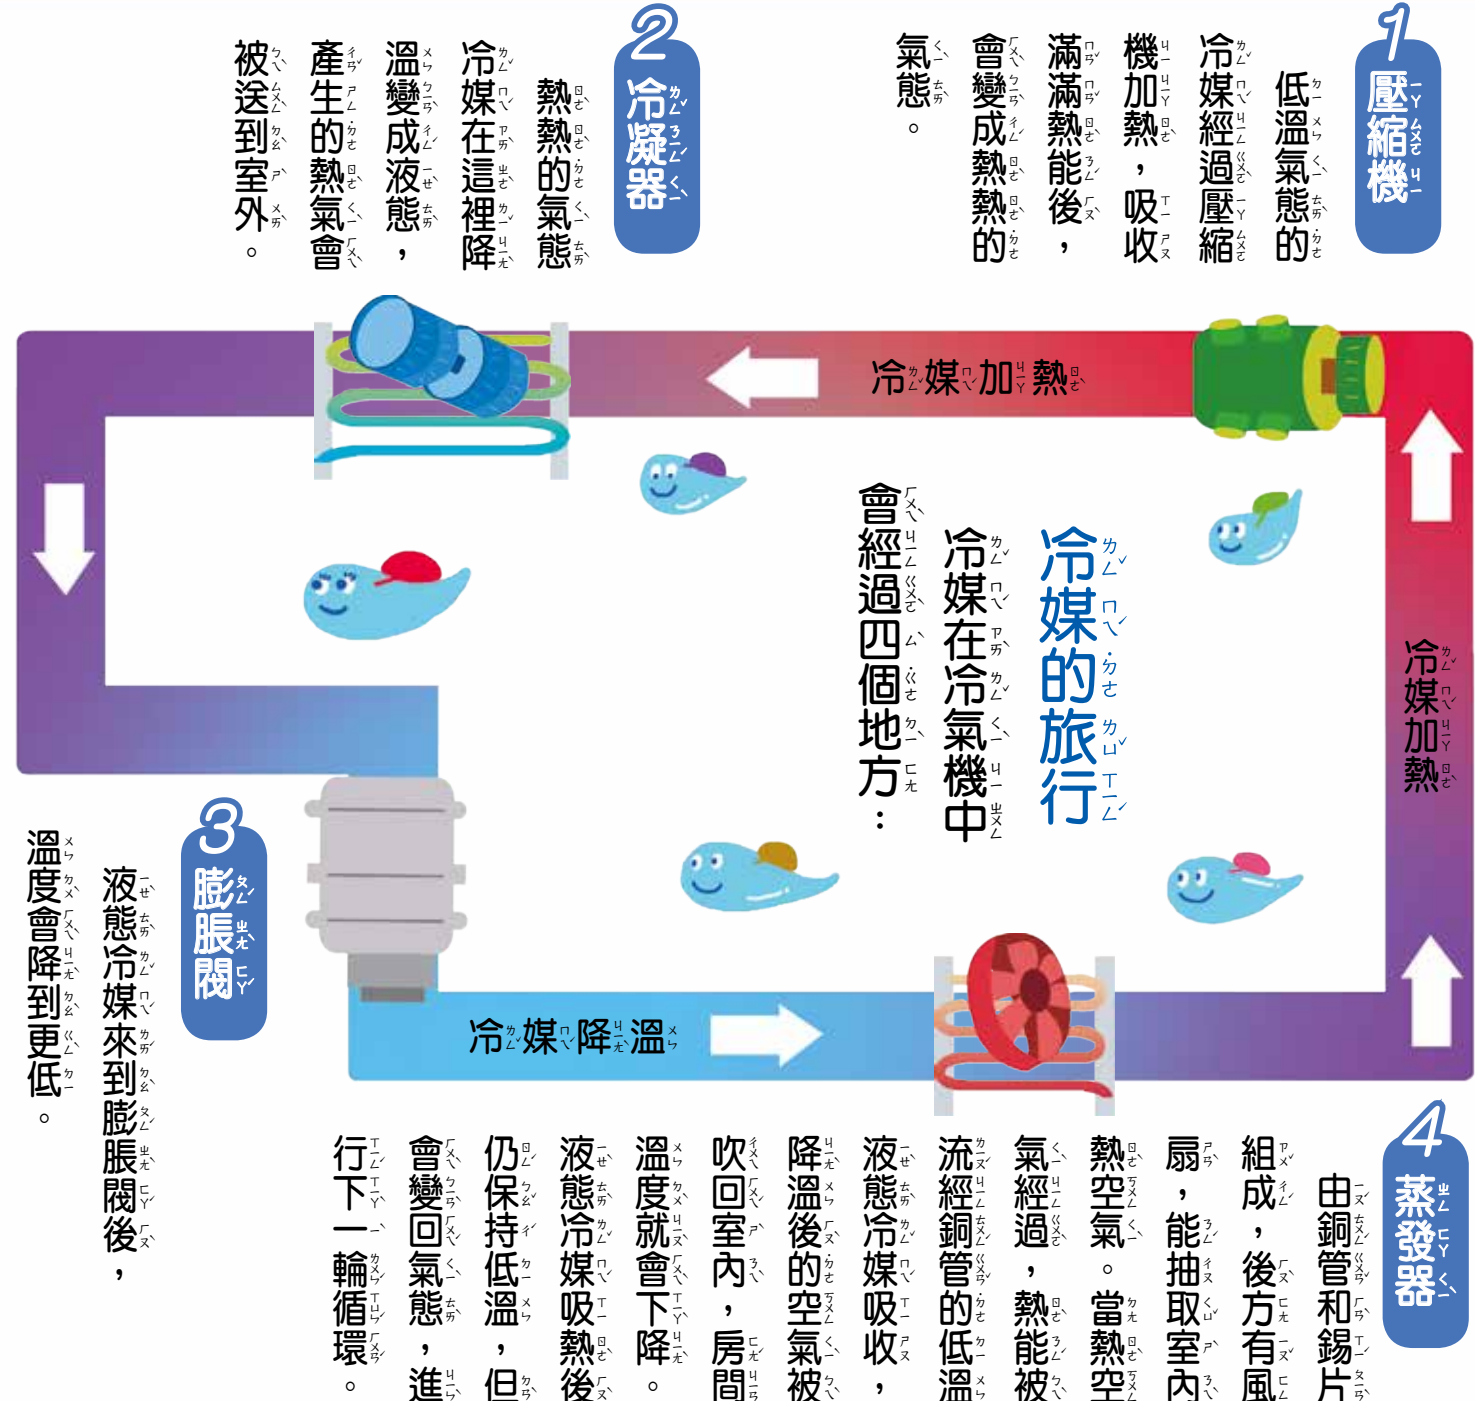 冷媒的旅行
冷媒在冷氣機中
會經過四個地方：
1 壓縮機
低溫氣態的
冷媒經過壓縮
機加熱，吸收
滿滿熱能後，
會變成熱熱的
氣態。
2 冷凝器
熱熱的氣態
冷媒在這裡降
溫變成液態，
產生的熱氣會
被送到室外。
冷媒加熱
冷媒加熱
3 膨脹閥
液態冷媒來到膨脹閥後，
溫度會降到更低。
冷媒降溫
4 蒸發器
由銅管和錫片
組成，後方有風
扇，能抽取室內
熱空氣。當熱空
氣經過，熱能被
流經銅管的低溫
液態冷媒吸收，
降溫後的空氣被
吹回室內，房間
溫度就會下降。
液態冷媒吸熱後
仍保持低溫，但
會變回氣態，進
行下一輪循環。